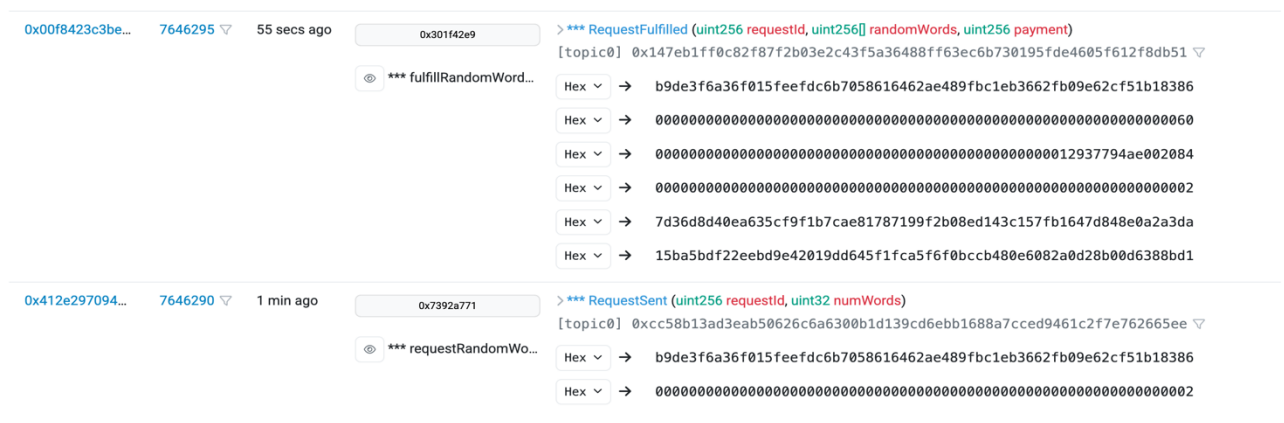 0x00f8423c3be... 7646295 55 secs ago 0x301f42e9 *** RequestFulfilled (uint256 requestId, uint256[] randomWords, uint256 payment)
[topic0] 0x147eb1ff0c82f87f2b03e2c43f5a36488ff63ec6b730195fde4605f612f8db51
*** fulfillRandomWord... Hex → b9de3f6a36f015feefdc6b7058616462ae489fbc1eb3662fb09e62cf51b18386
Hex → 0000000000000000000000000000000000000000000000000000000000000060
Hex → 000000000000000000000000000000000000000000000000012937794ae002084
Hex → 0000000000000000000000000000000000000000000000000000000000000002
Hex → 7d36d8d40ea635cf9f1b7cae81787199f2b08ed143c157fb1647d848e0a2a3da
Hex → 15ba5bdf22eebd9e42019dd645f1fca5f6f0bccb480e6082a0d28b00d6388bd1
0x412e297094... 7646290 1 min ago 0x7392a771 *** RequestSent (uint256 requestId, uint32 numWords)
[topic0] 0xcc58b13ad3eab50626c6a6300b1d139cd6ebb1688a7cced9461c2f7e762665ee
*** requestRandomWo... Hex → b9de3f6a36f015feefdc6b7058616462ae489fbc1eb3662fb09e62cf51b18386
Hex → 0000000000000000000000000000000000000000000000000000000000000002